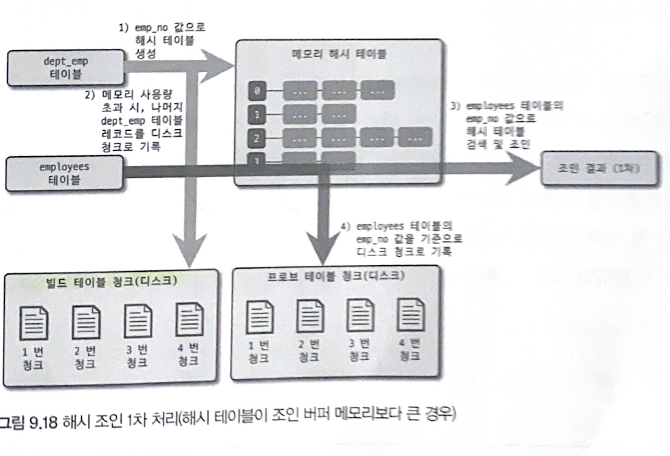 1) emp_no 값으로
해시 테이블
생성
dept_emp
테이블
메모리 해시 테이블
0 ... ... ...
1 ... ...
2 ... ... ... ...
3
2) 메모리 사용량
초과 시, 나머지
dept_emp 테이블
레코드를 디스크
청크로 기록
3) employees 테이블의
emp_no 값으로
해시 테이블
검색 및 조인
employees
테이블
조인 결과 (1차)
4) employees 테이블의
emp_no 값을 기준으로
디스크 청크로 기록
빌드 테이블 청크(디스크)
1 번
청크
2 번
청크
3 번
청크
4 번
청크
프로브 테이블 청크(디스크)
1 번
청크
2 번
청크
3 번
청크
4 번
청크
그림 9.18 해시 조인 1차 처리(해시 테이블이 조인 버퍼 메모리보다 큰 경우)